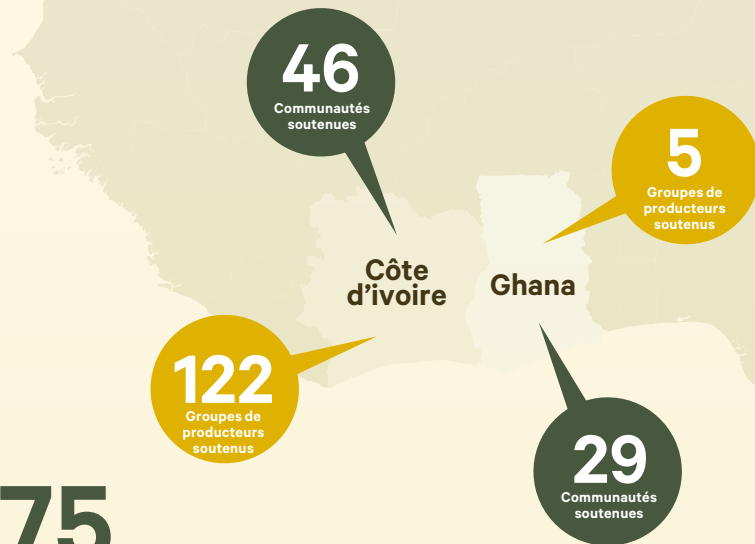 46
Communautés
soutenues
5
Groupes de
producteurs
soutenus
Côte
d’ivoire
Ghana
122
Groupes de
producteurs
soutenus
29
Communautés
soutenues
75